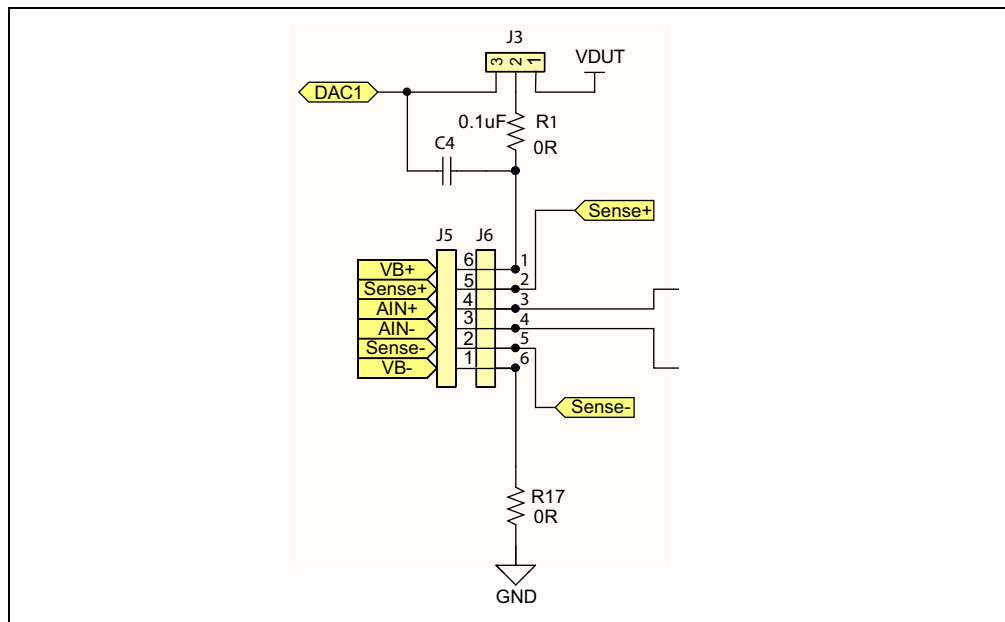 J3
3 2 1
VDUT
DAC1
0.1uF
R1
0R
C4
Sense+
J5 J6
VB+ 6 1
Sense+ 5 2
AIN+ 4 3
AIN- 3 4
Sense- 2 5
VB- 1 6
Sense-
R17
0R
GND